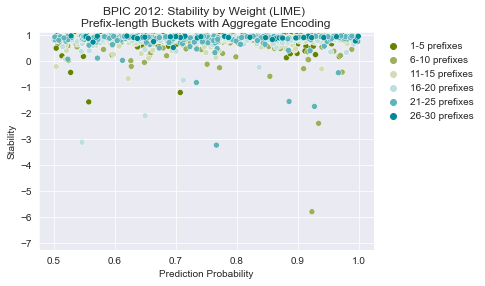 BPIC 2012: Stability by Weight (LIME)
Prefix-length Buckets with Aggregate Encoding
1
0
−1
−2
−3
−4
−5
−6
−7
Stability
0.5 0.6 0.7 0.8 0.9 1.0
Prediction Probability
1-5 prefixes
6-10 prefixes
11-15 prefixes
16-20 prefixes
21-25 prefixes
26-30 prefixes